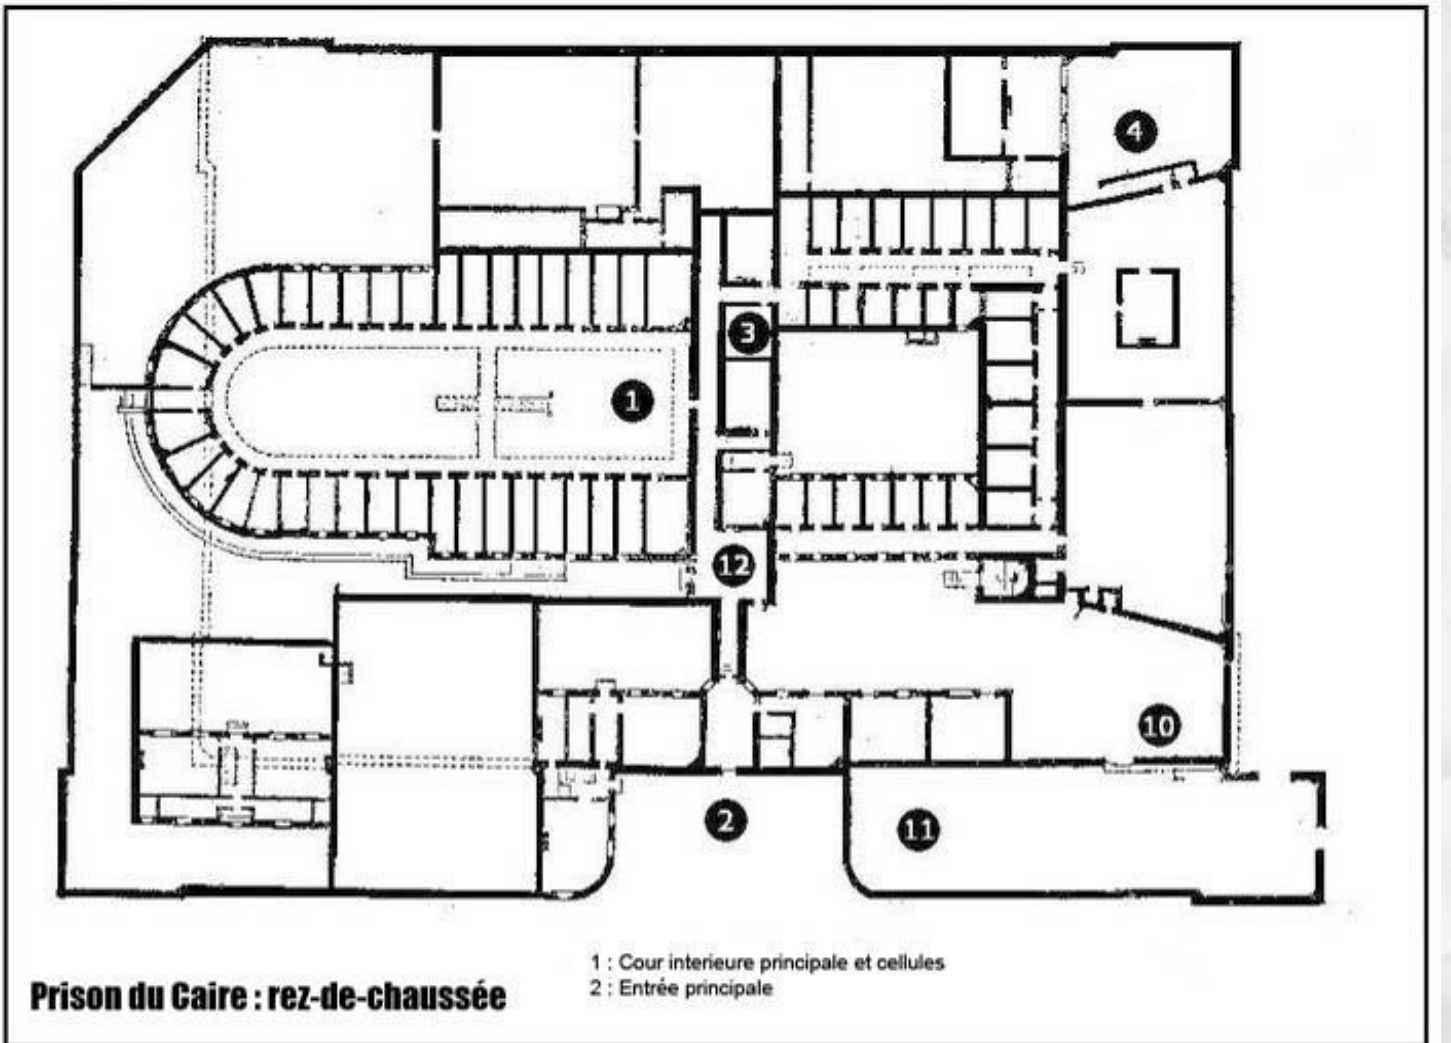 4
3
1
12
10
2
11
1 : Cour interieure principale et cellules
2 : Entrée principale
Prison du Caire : rez-de-chaussée